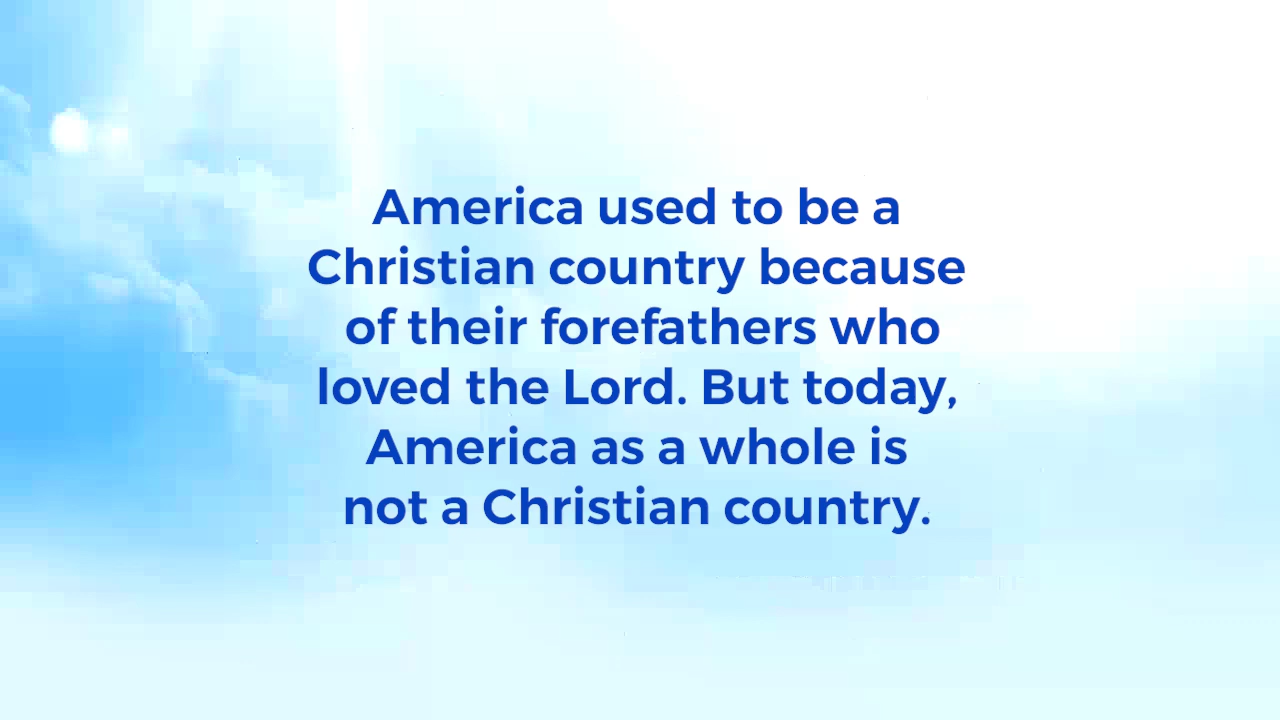 America used to be a
Christian country because
of their forefathers who
loved the Lord. But today,
America as a whole is
not a Christian country.